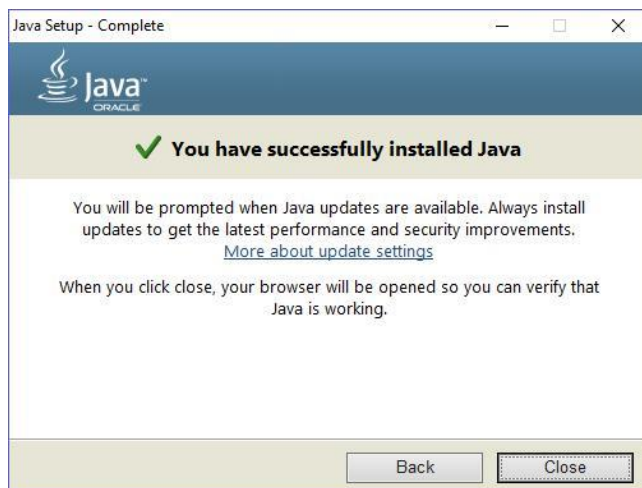 Java Setup - Complete
Java™
ORACLE
You have successfully installed Java
You will be prompted when Java updates are available. Always install
updates to get the latest performance and security improvements.
More about update settings
When you click close, your browser will be opened so you can verify that
Java is working.
Back Close